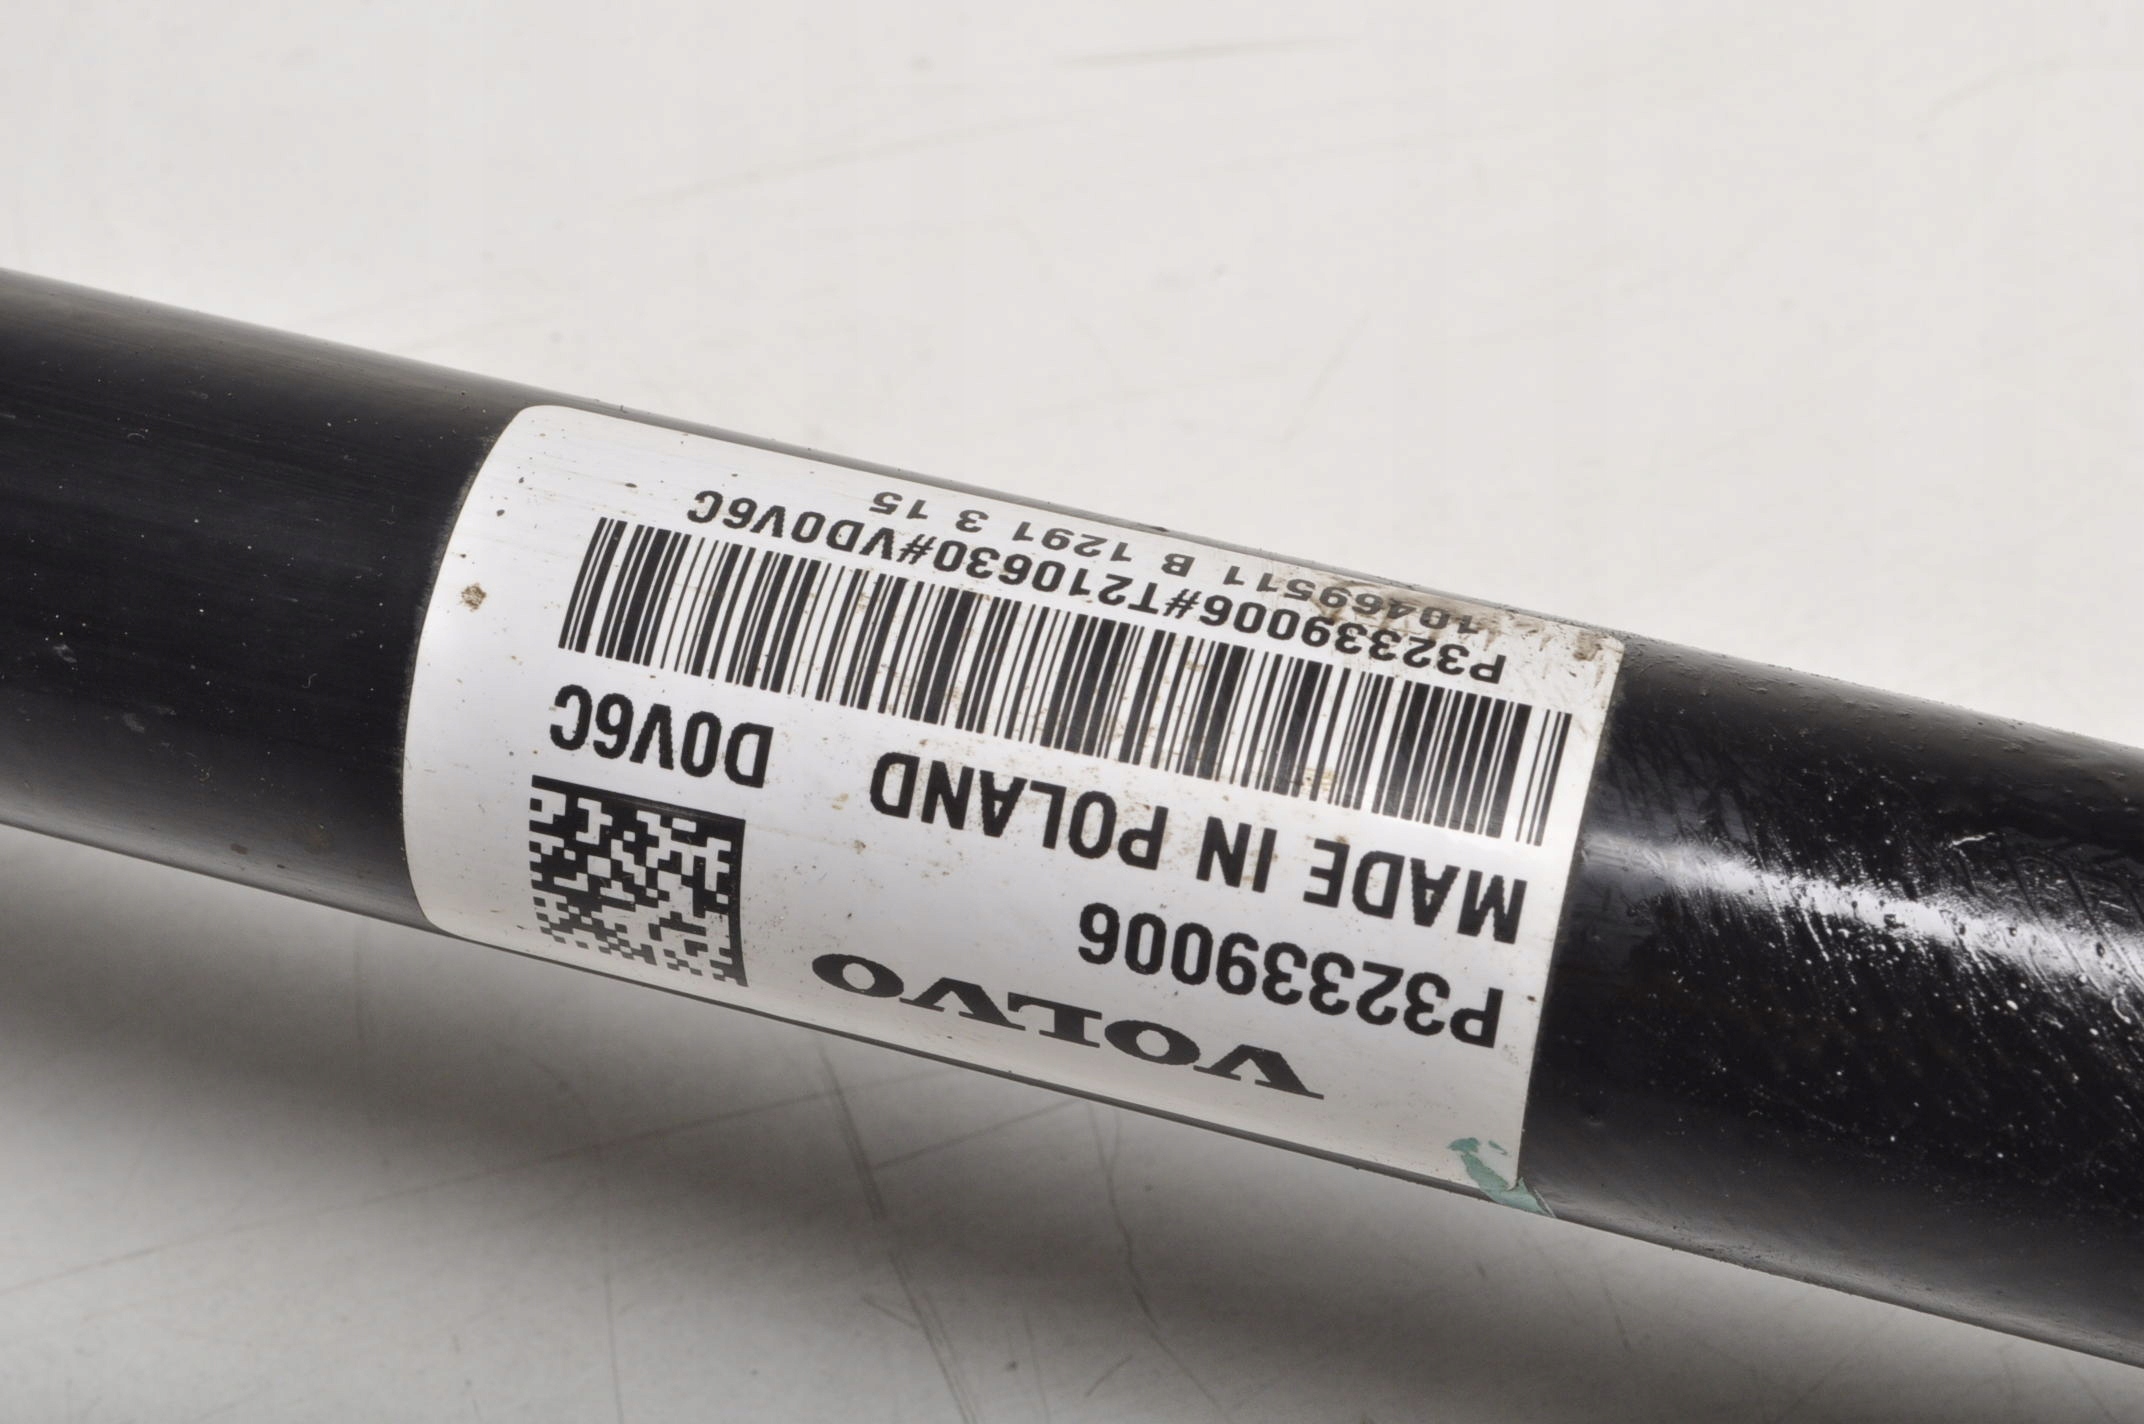 VOLVO
P32339006
MADE IN POLAND D0V6C
P32339006#T210630#VD0V6C
10469511 B 1291 3 15